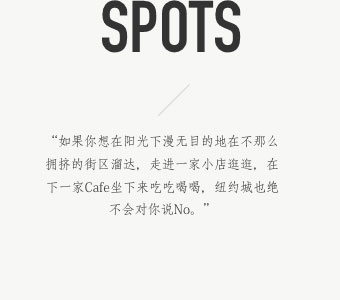 SPOTS
“如果你想在阳光下漫无目的地在不那么
拥挤的街区溜达，走进一家小店逛逛，在
下一家Cafe坐下来吃吃喝喝，纽约城也绝
不会对你说No。”